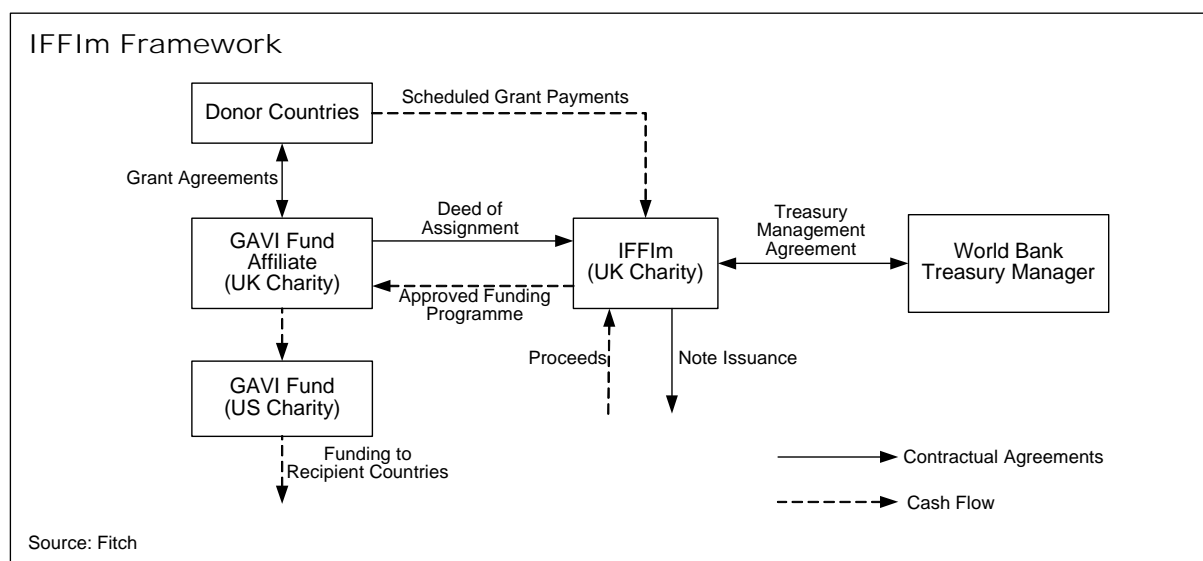 IFFIm Framework
Donor Countries
Scheduled Grant Payments
Grant Agreements
GAVI Fund
Affiliate
(UK Charity)
Deed of
Assignment
Approved Funding
Programme
IFFIm
(UK Charity)
Treasury
Management
Agreement
World Bank
Treasury Manager
Proceeds
Note Issuance
GAVI Fund
(US Charity)
Funding to
Recipient Countries
Contractual Agreements
Cash Flow
Source: Fitch